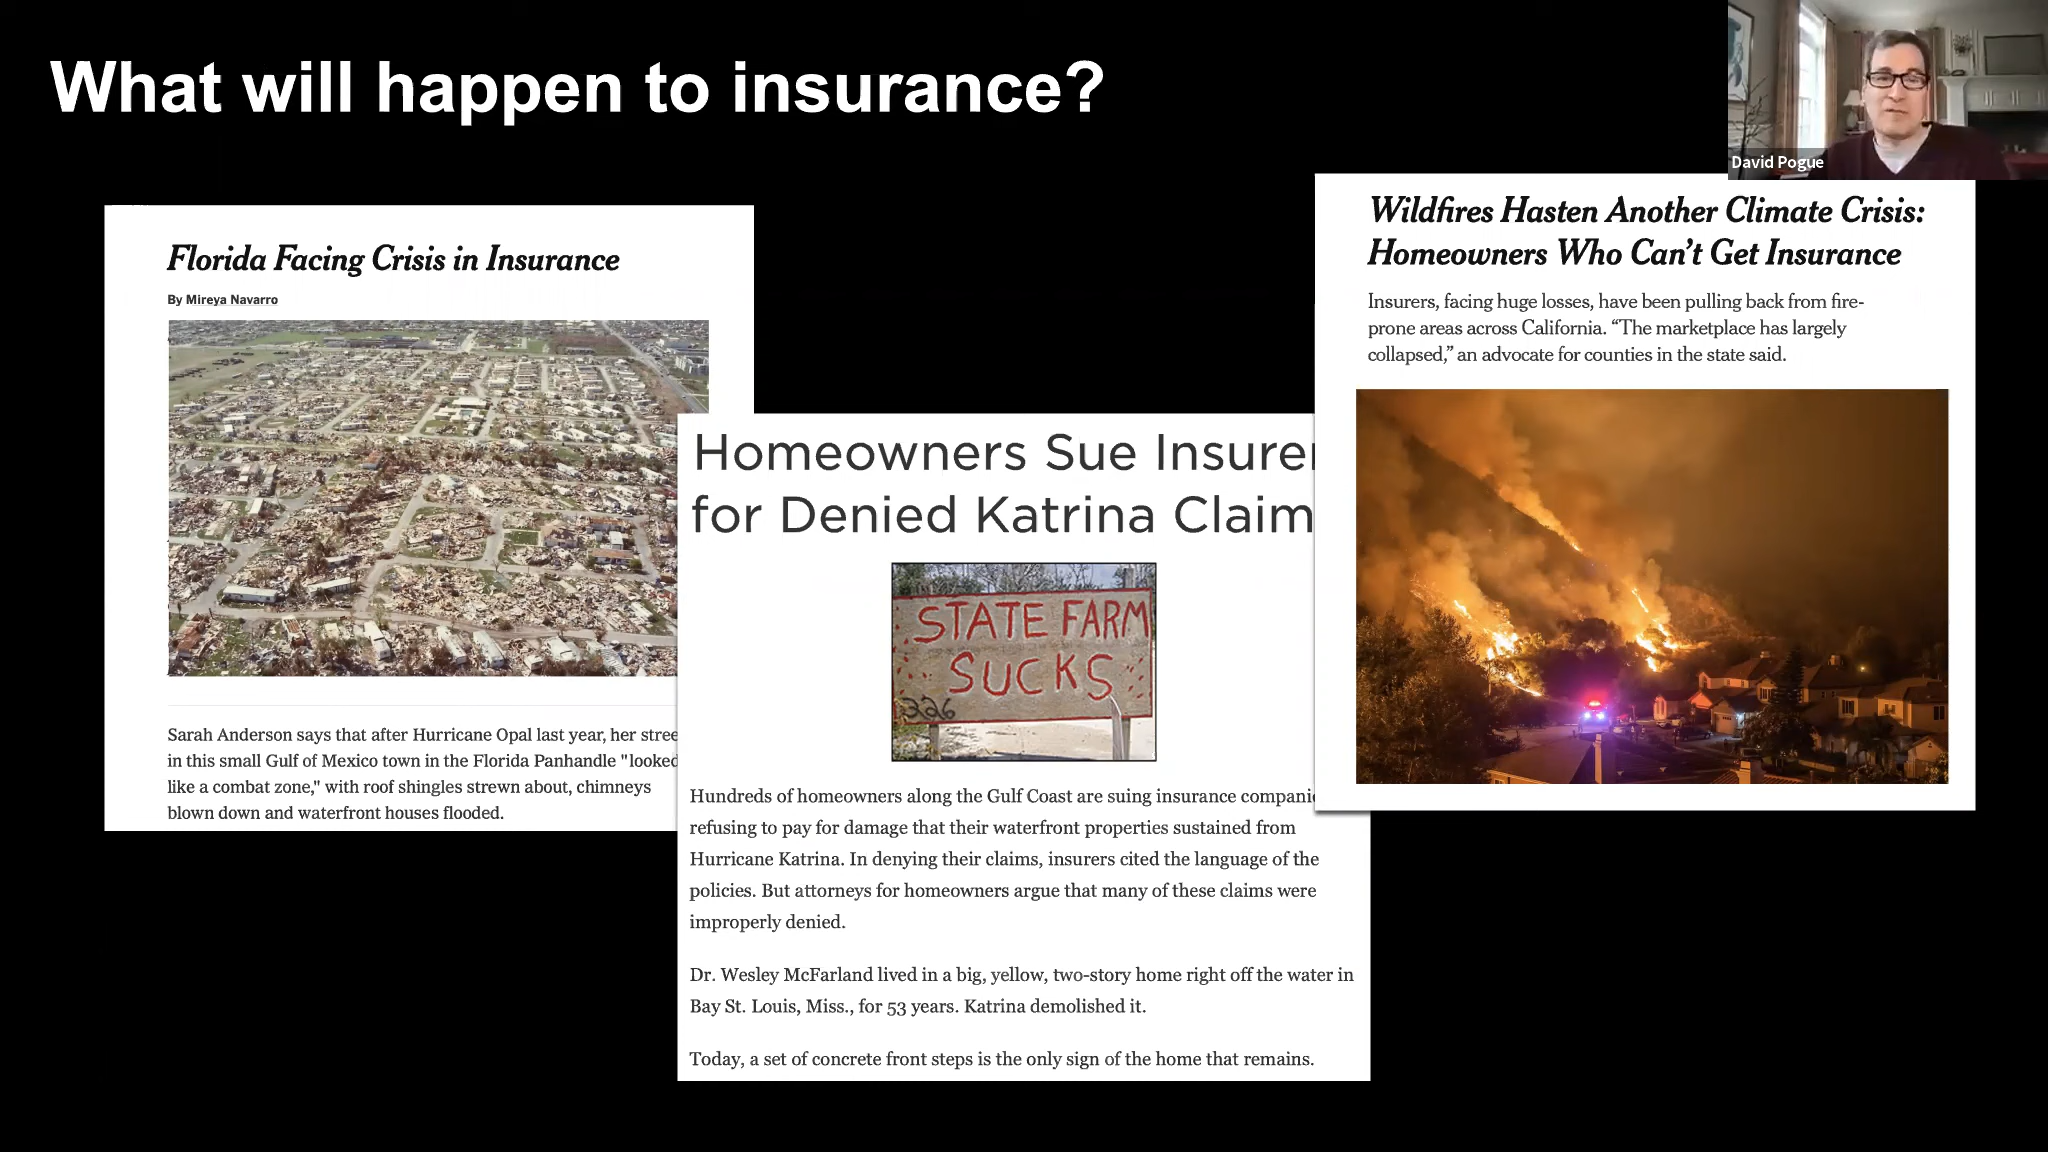 What will happen to insurance?
David Pogue
Florida Facing Crisis in Insurance
By Mireya Navarro
Sarah Anderson says that after Hurricane Opal last year, her
in this small Gulf of Mexico town in the Florida Panhandle "looked
like a combat zone," with roof shingles strewn about, chimneys
blown down and waterfront houses flooded.
Homeowners Sue
for Denied Katrina Claim
STATE FARM
SUCKS
326
Hundreds of homeowners along the Gulf Coast are suing insurance
refusing to pay for damage that their waterfront properties sustained from
Hurricane Katrina. In denying their claims, insurers cited the language of the
policies. But attorneys for homeowners argue that many of these claims were
improperly denied.
Dr. Wesley McFarland lived in a big, yellow, two-story home right off the water in
Bay St. Louis, Miss., for 53 years. Katrina demolished it.
Today, a set of concrete front steps is the only sign of the home that remains.
Wildfires Hasten Another Climate Crisis:
Homeowners Who Can't Get Insurance
Insurers, facing huge losses, have been pulling back from fire-
prone areas across California. “The marketplace has largely
collapsed,” an advocate for counties in the state said.